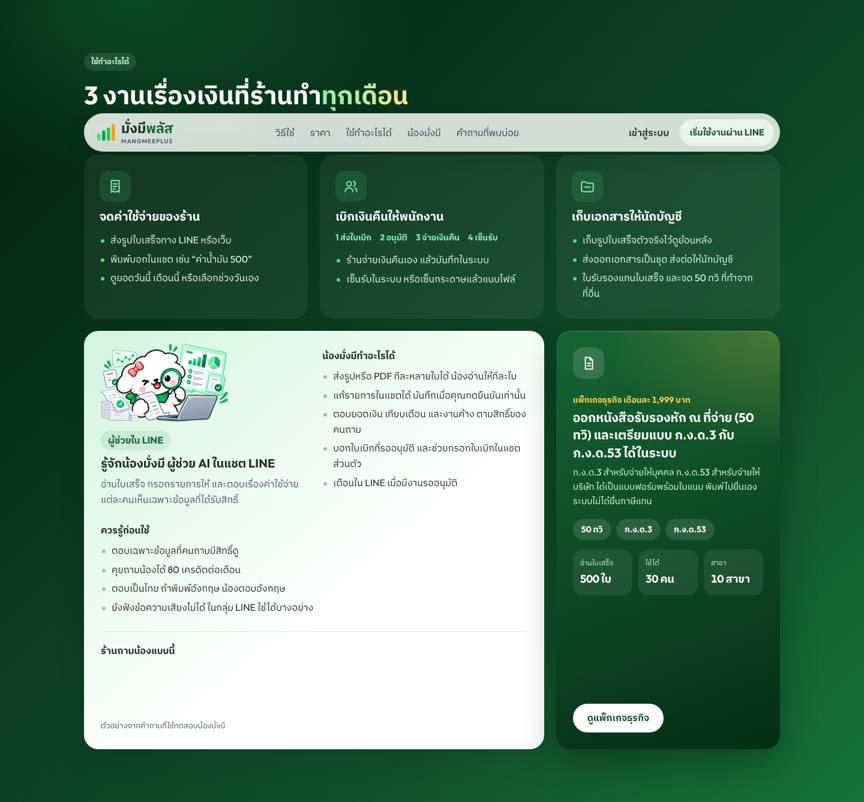 ใช้ทำอะไรได้
3 งานเรื่องเงินที่ร้านทำทุกเดือน
มั่งมีพลัส
MANGMEEPLUS
วิธีใช้
ราคา
ใช้ทำอะไรได้
น้องมั่งมี
คำถามที่พบบ่อย
เข้าสู่ระบบ
เริ่มใช้งานผ่าน LINE
จดค่าใช้จ่ายของร้าน
ส่งรูปใบเสร็จทาง LINE หรือเว็บ
พิมพ์บอกในแชต เช่น “ค่าน้ำมัน 500”
ดูยอดวันนี้ เดือนนี้ หรือเลือกช่วงวันเอง
เบิกเงินคืนให้พนักงาน
1 ส่งใบเบิก 2 อนุมัติ 3 จ่ายเงินคืน 4 เซ็นรับ
ร้านจ่ายเงินคืนเอง แล้วบันทึกในระบบ
เซ็นรับในระบบ หรือเซ็นกระดาษแล้วแนบไฟล์
เก็บเอกสารให้นักบัญชี
เก็บรูปใบเสร็จตัวจริงไว้ดูย้อนหลัง
ส่งออกเอกสารเป็นชุด ส่งต่อให้นักบัญชี
ใบรับรองแทนใบเสร็จ และจด 50 ทวิ ที่ทำจาก
ที่อื่น
ผู้ช่วยใน LINE
รู้จักน้องมั่งมี ผู้ช่วย AI ในแชต LINE
อ่านใบเสร็จ กรอกรายการให้ และตอบเรื่องค่าใช้จ่าย
แต่ละคนเห็นเฉพาะข้อมูลที่ได้รับสิทธิ์
น้องมั่งมีทำอะไรได้
ส่งรูปหรือ PDF ทีละหลายใบได้ น้องอ่านให้ทีละใบ
แก้รายการในแชตได้ บันทึกเมื่อคุณกดยืนยันเท่านั้น
ตอบยอดเงิน เทียบเดือน และงานค้าง ตามสิทธิ์ของ
คนถาม
บอกใบเบิกที่รออนุมัติ และช่วยกรอกใบเบิกในแชต
ส่วนตัว
เตือนใน LINE เมื่อมีงานรออนุมัติ
ควรรู้ก่อนใช้
ตอบเฉพาะข้อมูลที่คนถามมีสิทธิ์ดู
คุยถามน้องได้ 80 เครดิตต่อเดือน
ตอบเป็นไทย ถ้าพิมพ์อังกฤษ น้องตอบอังกฤษ
ยังฟังข้อความเสียงไม่ได้ ในกลุ่ม LINE ใช้ได้บางอย่าง
ร้านถามน้องแบบนี้
ตัวอย่างจากคำถามที่ใช้ทดสอบน้องมั่งมี
แพ็กเกจธุรกิจ เดือนละ 1,999 บาท
ออกหนังสือรับรองหัก ณ ที่จ่าย (50
ทวิ) และเตรียมแบบ ภ.ง.ด.3 กับ
ภ.ง.ด.53 ได้ในระบบ
ภ.ง.ด.3 สำหรับจ่ายให้บุคคล ภ.ง.ด.53 สำหรับจ่ายให้
บริษัท ได้เป็นแบบฟอร์มพร้อมใบแนบ พิมพ์ไปยื่นเอง
ระบบไม่ได้ยื่นภาษีแทน
50 ทวิ
ภ.ง.ด.3
ภ.ง.ด.53
อ่านใบเสร็จ
500 ใบ
ใช้ได้
30 คน
สาขา
10 สาขา
ดูแพ็กเกจธุรกิจ